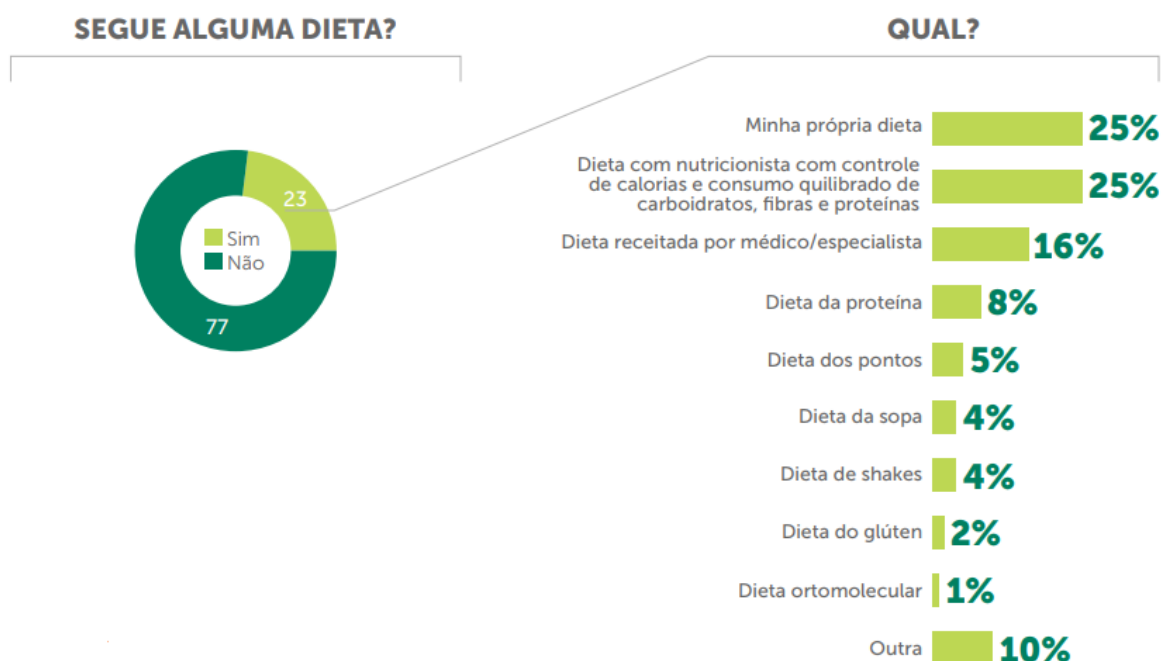 SEGUE ALGUMA DIETA?
23
Sim
Não
77
QUAL?
Minha própria dieta 25%
Dieta com nutricionista com controle
de calorias e consumo quilibrado de
carboidratos, fibras e proteínas 25%
Dieta receitada por médico/especialista 16%
Dieta da proteína 8%
Dieta dos pontos 5%
Dieta da sopa 4%
Dieta de shakes 4%
Dieta do glúten 2%
Dieta ortomolecular 1%
Outra 10%